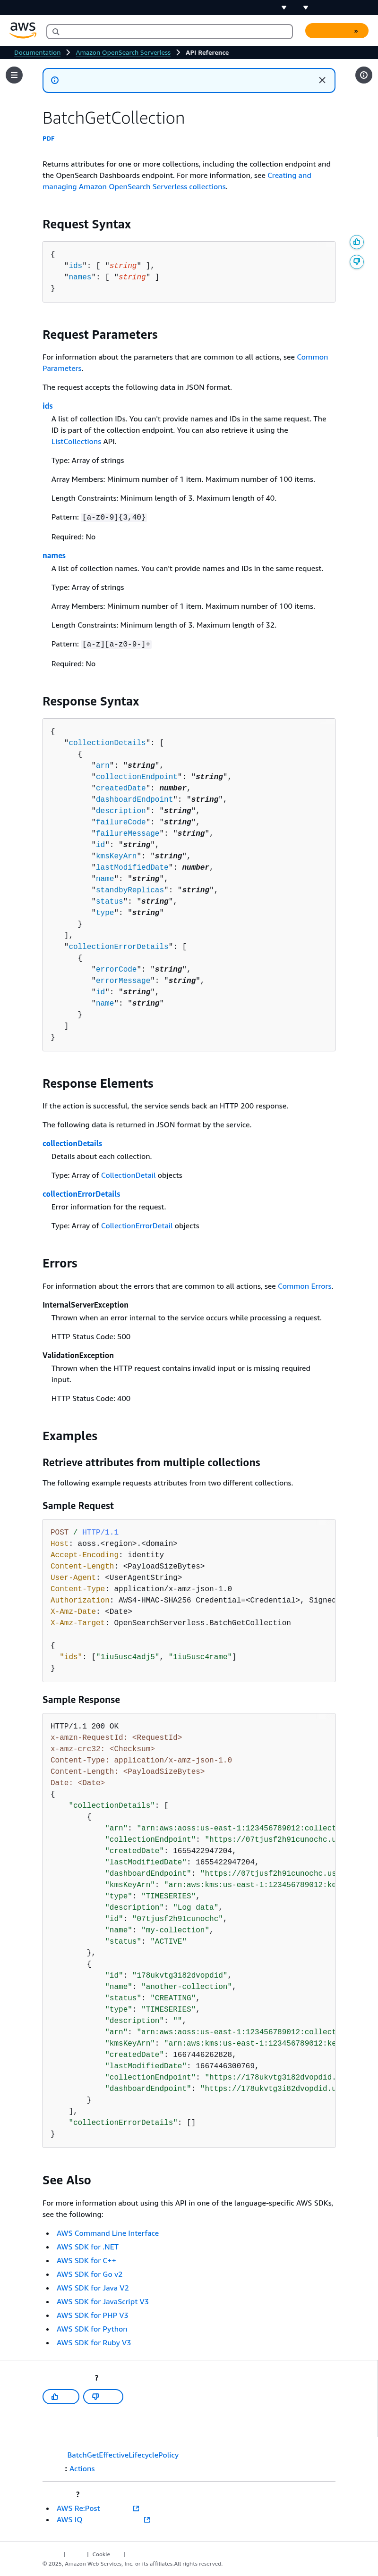 aws
»
Documentation
Amazon OpenSearch Serverless
API Reference
BatchGetCollection
PDF
Returns attributes for one or more collections, including the collection endpoint and
the OpenSearch Dashboards endpoint. For more information, see Creating and
managing Amazon OpenSearch Serverless collections.
Request Syntax
{
"ids": [ "string" ],
"names": [ "string" ]
}
Request Parameters
For information about the parameters that are common to all actions, see Common
Parameters.
The request accepts the following data in JSON format.
ids
A list of collection IDs. You can't provide names and IDs in the same request. The
ID is part of the collection endpoint. You can also retrieve it using the
ListCollections API.
Type: Array of strings
Array Members: Minimum number of 1 item. Maximum number of 100 items.
Length Constraints: Minimum length of 3. Maximum length of 40.
Pattern: [a-z0-9]{3,40}
Required: No
names
A list of collection names. You can't provide names and IDs in the same request.
Type: Array of strings
Array Members: Minimum number of 1 item. Maximum number of 100 items.
Length Constraints: Minimum length of 3. Maximum length of 32.
Pattern: [a-z][a-z0-9-]+
Required: No
Response Syntax
{
"collectionDetails": [
{
"arn": "string",
"collectionEndpoint": "string",
"createdDate": number,
"dashboardEndpoint": "string",
"description": "string",
"failureCode": "string",
"failureMessage": "string",
"id": "string",
"kmsKeyArn": "string",
"lastModifiedDate": number,
"name": "string",
"standbyReplicas": "string",
"status": "string",
"type": "string"
}
],
"collectionErrorDetails": [
{
"errorCode": "string",
"errorMessage": "string",
"id": "string",
"name": "string"
}
]
}
Response Elements
If the action is successful, the service sends back an HTTP 200 response.
The following data is returned in JSON format by the service.
collectionDetails
Details about each collection.
Type: Array of CollectionDetail objects
collectionErrorDetails
Error information for the request.
Type: Array of CollectionErrorDetail objects
Errors
For information about the errors that are common to all actions, see Common Errors.
InternalServerException
Thrown when an error internal to the service occurs while processing a request.
HTTP Status Code: 500
ValidationException
Thrown when the HTTP request contains invalid input or is missing required
input.
HTTP Status Code: 400
Examples
Retrieve attributes from multiple collections
The following example requests attributes from two different collections.
Sample Request
POST / HTTP/1.1
Host: aoss.<region>.<domain>
Accept-Encoding: identity
Content-Length: <PayloadSizeBytes>
User-Agent: <UserAgentString>
Content-Type: application/x-amz-json-1.0
Authorization: AWS4-HMAC-SHA256 Credential=<Credential>, Signed
X-Amz-Date: <Date>
X-Amz-Target: OpenSearchServerless.BatchGetCollection
{
"ids": ["1iu5usc4adj5", "1iu5usc4rame"]
}
Sample Response
HTTP/1.1 200 OK
x-amzn-RequestId: <RequestId>
x-amz-crc32: <Checksum>
Content-Type: application/x-amz-json-1.0
Content-Length: <PayloadSizeBytes>
Date: <Date>
{
"collectionDetails": [
{
"arn": "arn:aws:aoss:us-east-1:123456789012:collect
"collectionEndpoint": "https://07tjusf2h91cunochc.u
"createdDate": 1655422947204,
"lastModifiedDate": 1655422947204,
"dashboardEndpoint": "https://07tjusf2h91cunochc.us
"kmsKeyArn": "arn:aws:kms:us-east-1:123456789012:ke
"type": "TIMESERIES",
"description": "Log data",
"id": "07tjusf2h91cunochc",
"name": "my-collection",
"status": "ACTIVE"
},
{
"id": "178ukvtg3i82dvopdid",
"name": "another-collection",
"status": "CREATING",
"type": "TIMESERIES",
"description": "",
"arn": "arn:aws:aoss:us-east-1:123456789012:collect
"kmsKeyArn": "arn:aws:kms:us-east-1:123456789012:ke
"createdDate": 1667446262828,
"lastModifiedDate": 1667446300769,
"collectionEndpoint": "https://178ukvtg3i82dvopdid.
"dashboardEndpoint": "https://178ukvtg3i82dvopdid.u
}
],
"collectionErrorDetails": []
}
See Also
For more information about using this API in one of the language-specific AWS SDKs,
see the following:
• AWS Command Line Interface
• AWS SDK for .NET
• AWS SDK for C++
• AWS SDK for Go v2
• AWS SDK for Java V2
• AWS SDK for JavaScript V3
• AWS SDK for PHP V3
• AWS SDK for Python
• AWS SDK for Ruby V3
?
BatchGetEffectiveLifecyclePolicy
: Actions
?
• AWS Re:Post
• AWS IQ
| | Cookie |
© 2025, Amazon Web Services, Inc. or its affiliates.All rights reserved.